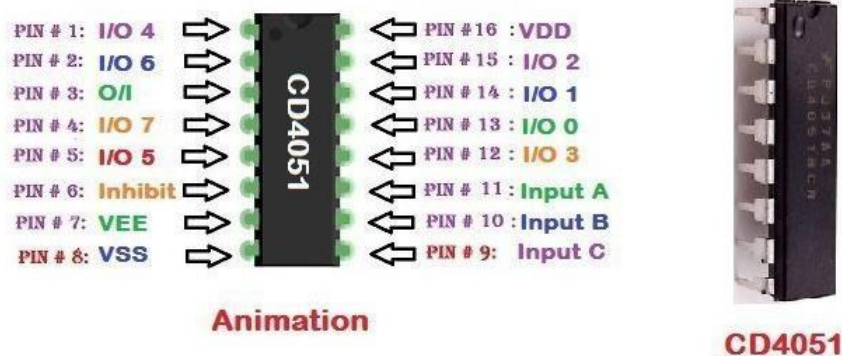 PIN # 1: I/O 4
PIN # 2: I/O 6
PIN # 3: O/I
PIN # 4: I/O 7
PIN # 5: I/O 5
PIN # 6: Inhibit
PIN # 7: VEE
PIN # 8: VSS
CD4051
PIN #16 :VDD
PIN # 15 : I/O 2
PIN # 14 : I/O 1
PIN # 13 : I/O 0
PIN # 12 : I/O 3
PIN # 11 : Input A
PIN # 10 : Input B
PIN # 9: Input C
Animation
CD4051